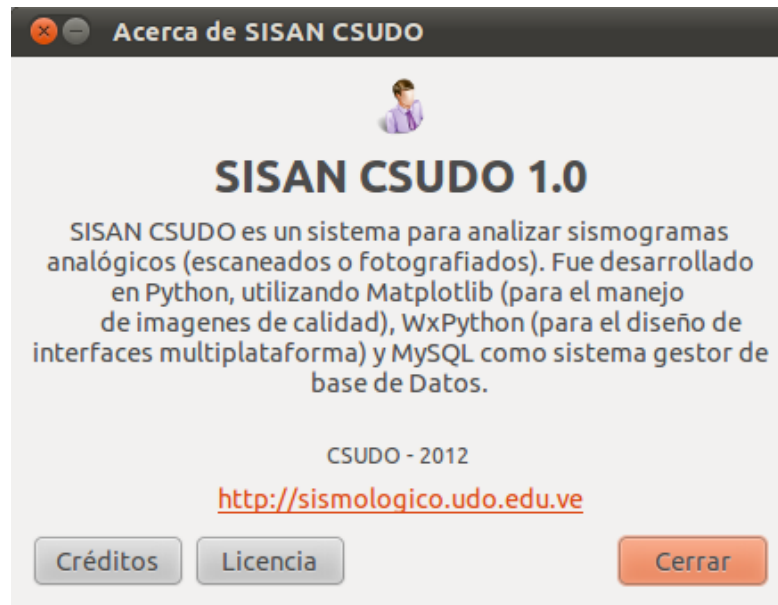 Acerca de SISAN CSUDO
SISAN CSUDO 1.0
SISAN CSUDO es un sistema para analizar sismogramas
analógicos (escaneados o fotografiados). Fue desarrollado
en Python, utilizando Matplotlib (para el manejo
de imagenes de calidad), WxPython (para el diseño de
interfaces multiplataforma) y MySQL como sistema gestor de
base de Datos.
CSUDO - 2012
http://sismologico.udo.edu.ve
Créditos Licencia Cerrar